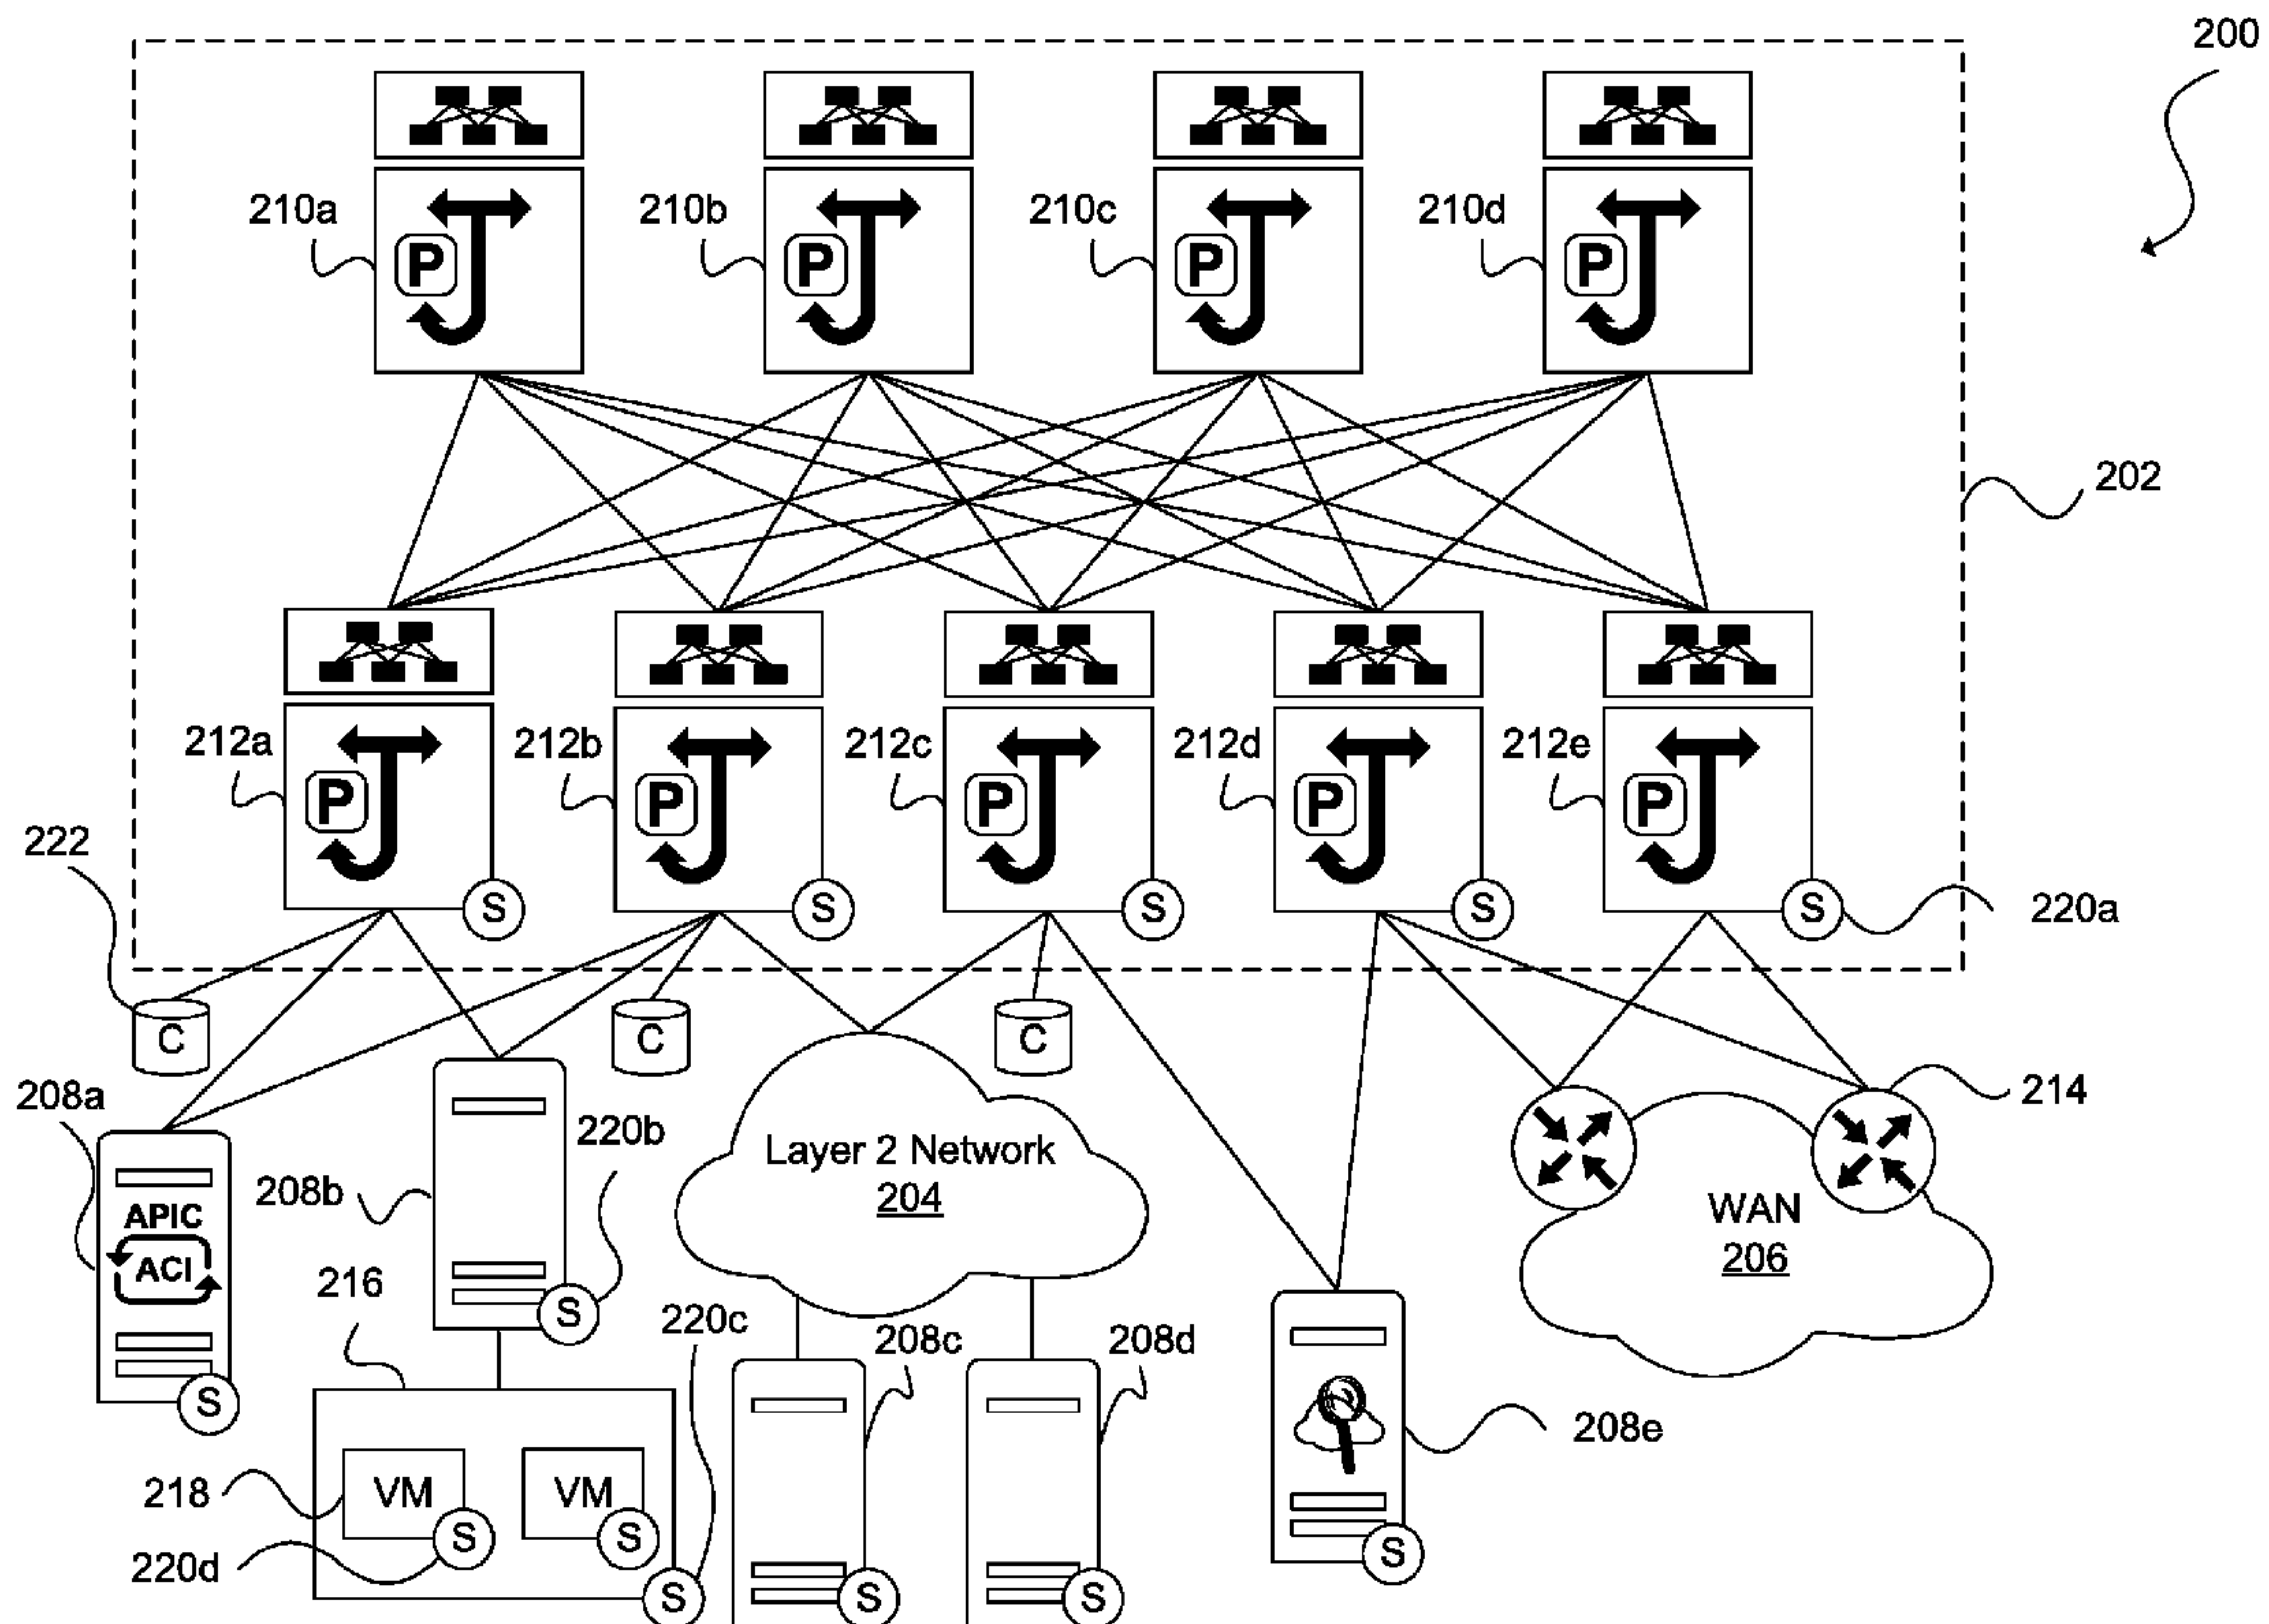 200
210a
P
210b
P
210c
P
210d
P
202
212a
P
S
212b
P
S
212c
P
S
212d
P
S
212e
P
S
220a
222
C
C
C
208a
APIC
ACI
S
208b
220b
S
Layer 2 Network
204
214
WAN
206
216
220c
208c
208d
208e
S
218
VM
S
VM
S
220d
S
S
S